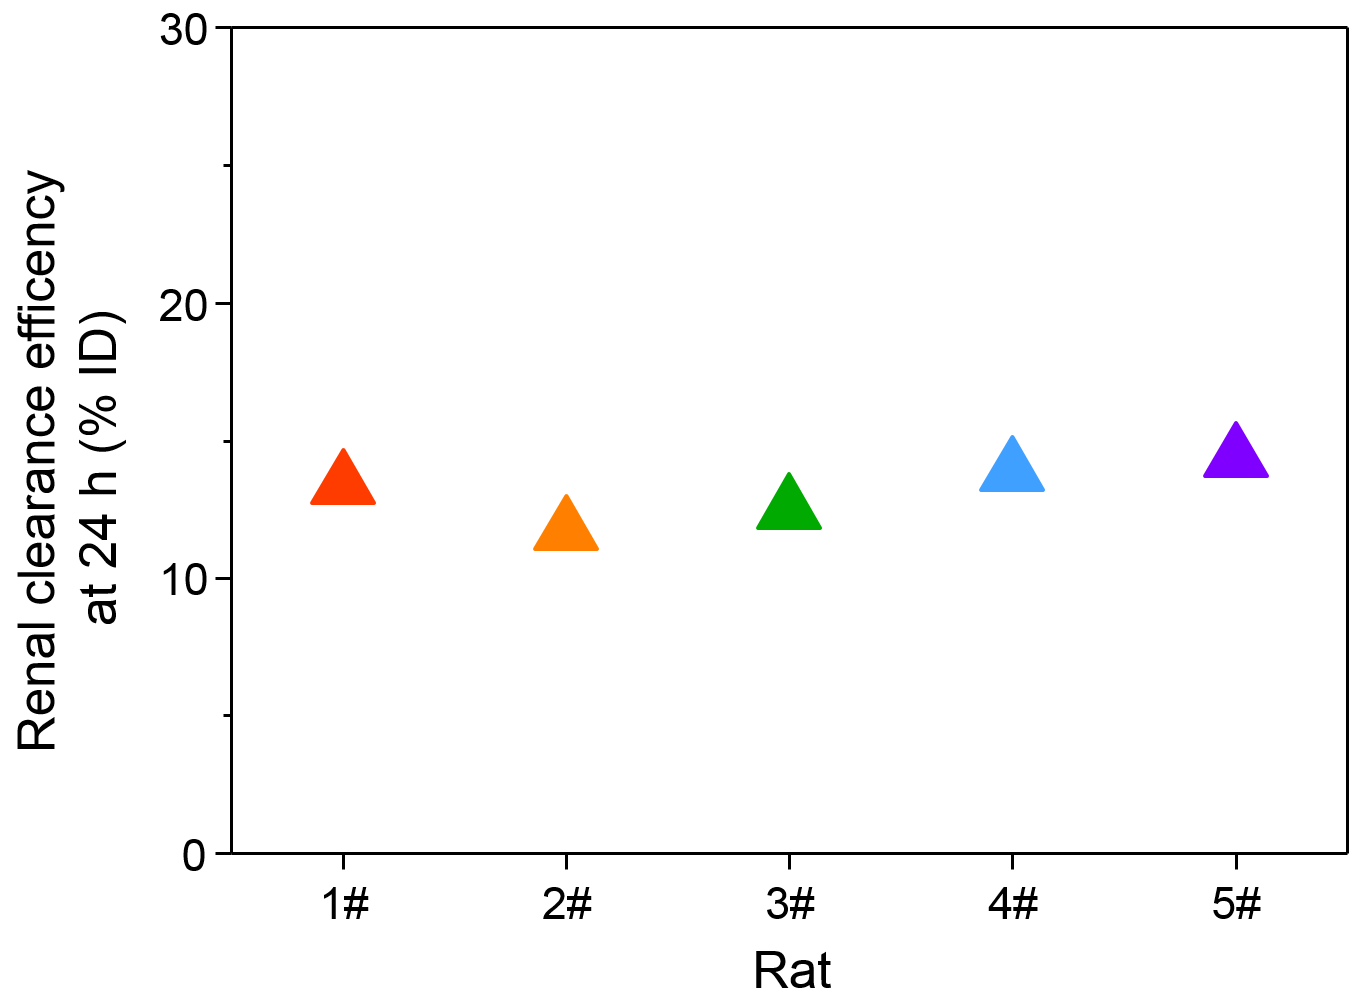 Renal clearance efficency
at 24 h (% ID)
30
20
10
0
1# 2# 3# 4# 5#
Rat